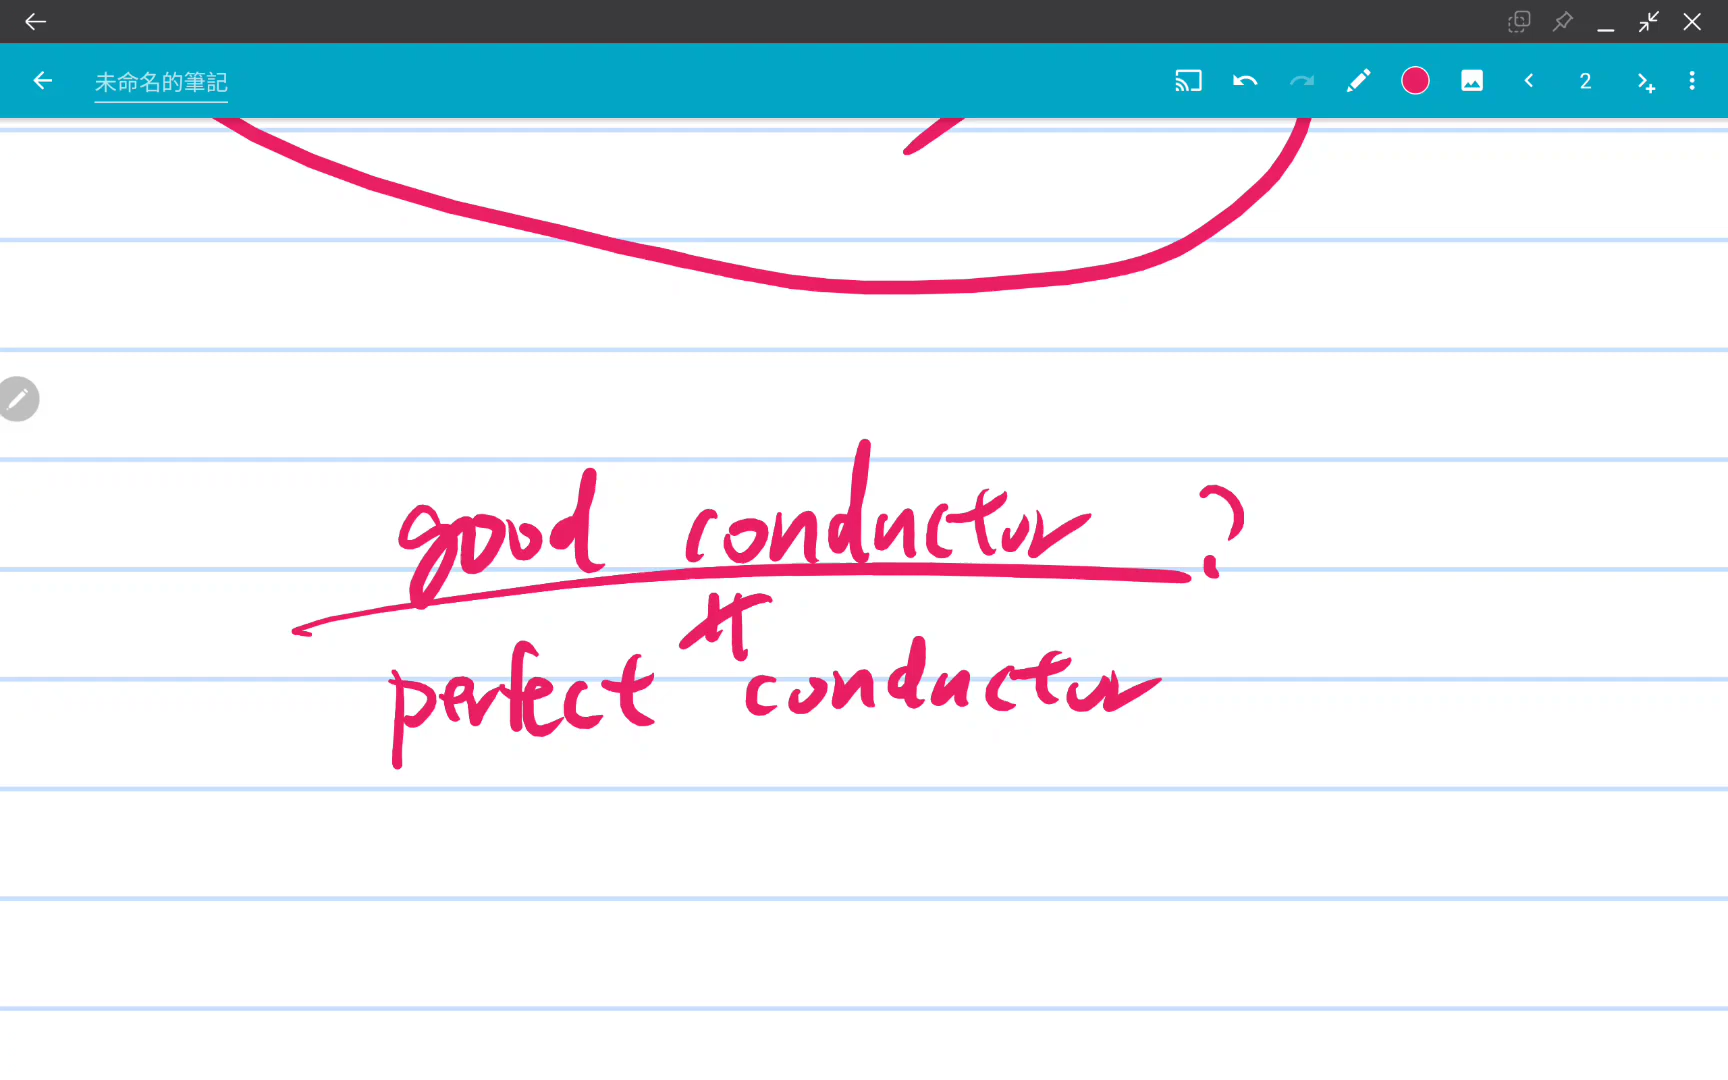 未命名的筆記
2
good conductor ?
perfect conductor